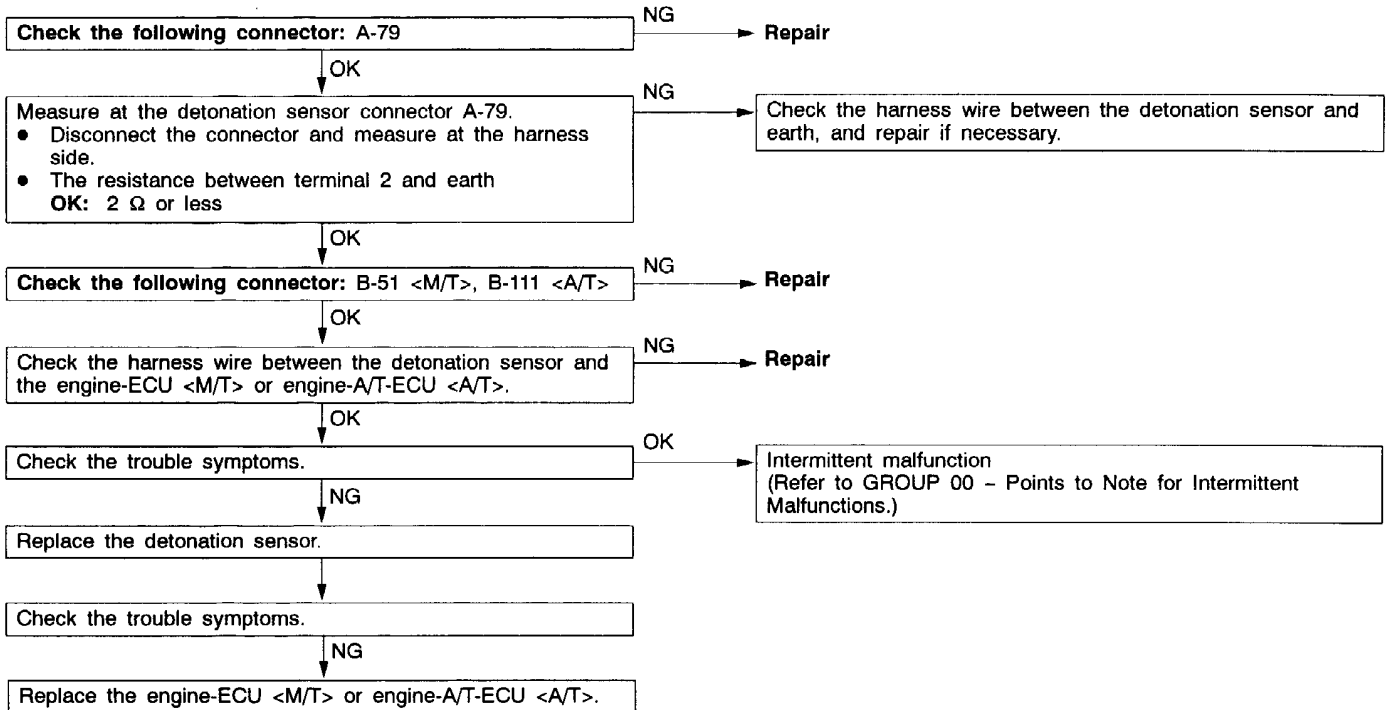 Check the following connector: A-79
NG
Repair
OK
Measure at the detonation sensor connector A-79.
● Disconnect the connector and measure at the harness
side.
● The resistance between terminal 2 and earth
OK: 2 Ω or less
NG
Check the harness wire between the detonation sensor and
earth, and repair if necessary.
OK
Check the following connector: B-51 <M/T>, B-111 <A/T>
NG
Repair
OK
Check the harness wire between the detonation sensor and
the engine-ECU <M/T> or engine-A/T-ECU <A/T>.
NG
Repair
OK
Check the trouble symptoms.
OK
Intermittent malfunction
(Refer to GROUP 00 – Points to Note for Intermittent
Malfunctions.)
NG
Replace the detonation sensor.
Check the trouble symptoms.
NG
Replace the engine-ECU <M/T> or engine-A/T-ECU <A/T>.